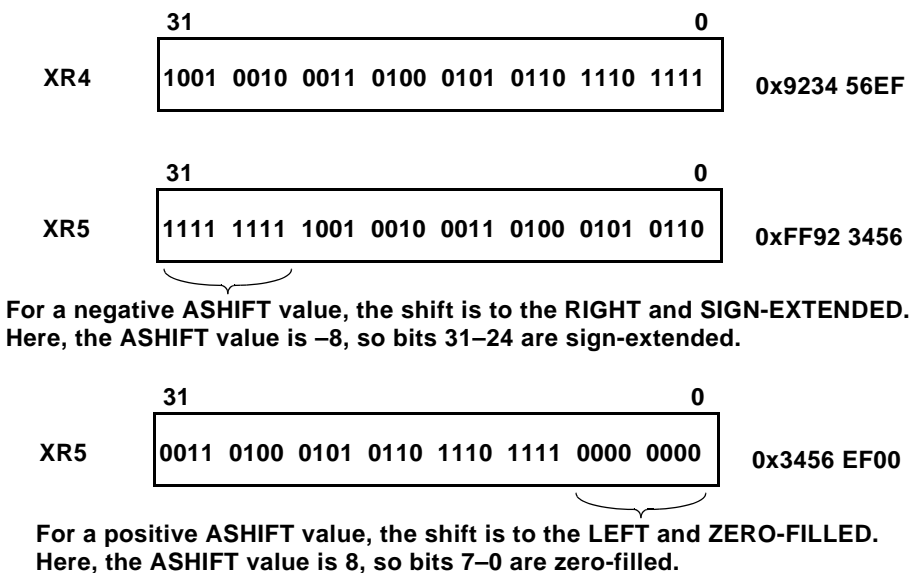 31 0
XR4 1001 0010 0011 0100 0101 0110 1110 1111 0x9234 56EF
31 0
XR5 1111 1111 1001 0010 0011 0100 0101 0110 0xFF92 3456
For a negative ASHIFT value, the shift is to the RIGHT and SIGN-EXTENDED.
Here, the ASHIFT value is –8, so bits 31–24 are sign-extended.
31 0
XR5 0011 0100 0101 0110 1110 1111 0000 0000 0x3456 EF00
For a positive ASHIFT value, the shift is to the LEFT and ZERO-FILLED.
Here, the ASHIFT value is 8, so bits 7–0 are zero-filled.